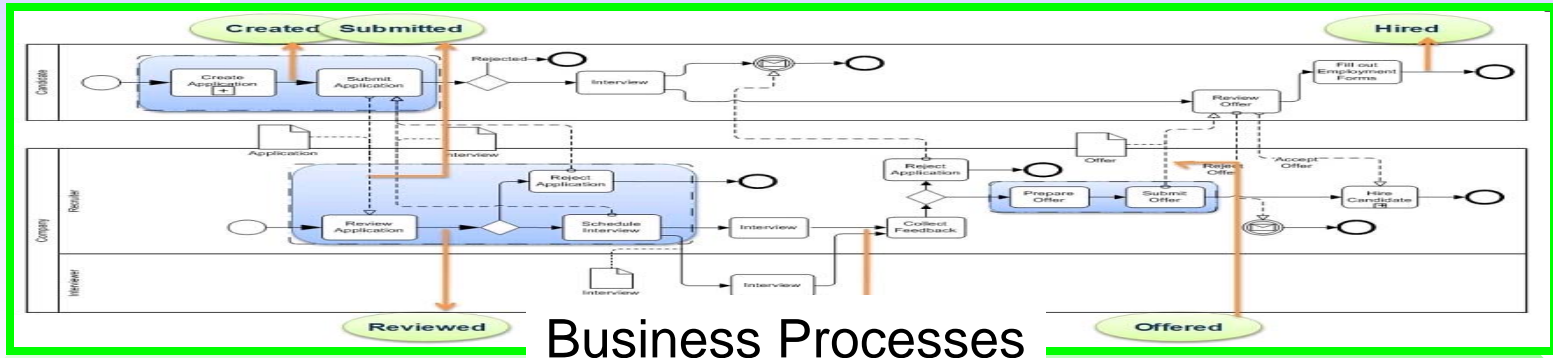 Created
Submitted
Hired
Candidate
Create
Application
Submit
Application
Rejected
Interview
Review
Offer
Fill out
Employment
Forms
Application
Interview
Offer
Reject
Offer
Accept
Offer
Company
Recruiter
Reject
Application
Review
Application
Schedule
Interview
Interview
Reject
Application
Collect
Feedback
Prepare
Offer
Submit
Offer
Hire
Candidate
Interviewer
Interview
Interview
Reviewed
Business Processes
Offered